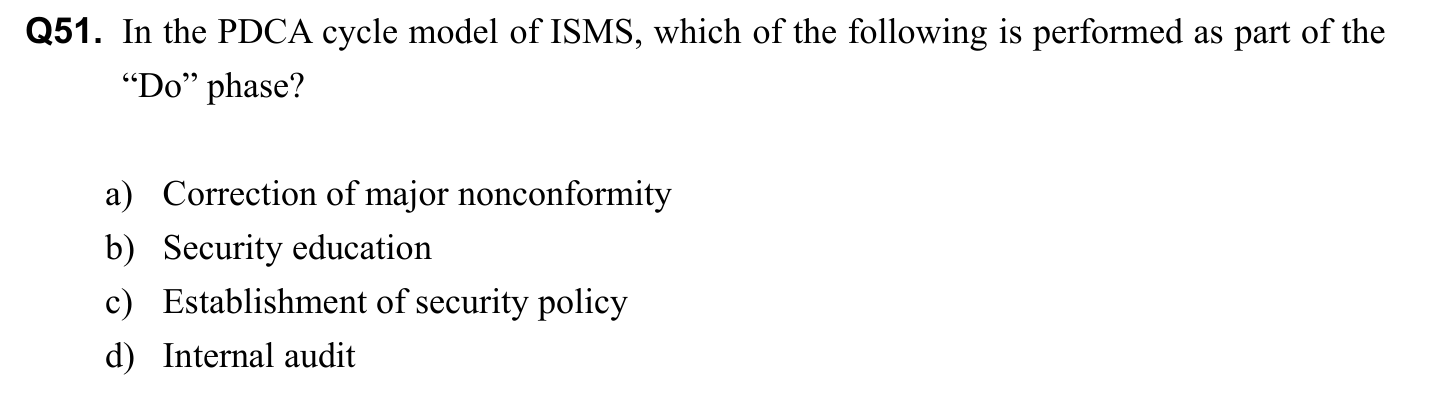 Q51. In the PDCA cycle model of ISMS, which of the following is performed as part of the
“Do” phase?
a) Correction of major nonconformity
b) Security education
c) Establishment of security policy
d) Internal audit